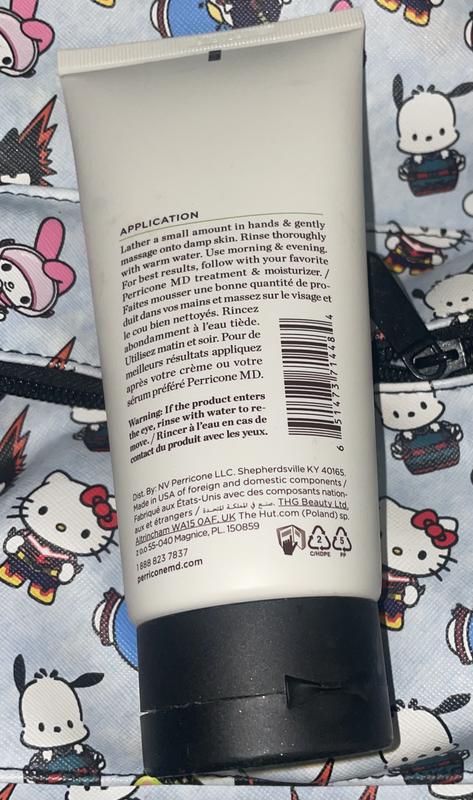 APPLICATION
Lather a small amount in hands & gently
massage onto damp skin. Rinse thoroughly
with warm water. Use morning & evening.
For best results, follow with your favorite
Perricone MD treatment & moisturizer. /
Faites mousser une bonne quantité de pro-
duit dans vos mains et massez sur le visage et
le cou bien nettoyés. Rincez
abondamment à l'eau tiède.
Utilisez matin et soir. Pour de
meilleurs résultats appliquez
après votre crème ou votre
sérum préféré Perricone MD.
Warning: If the product enters
the eye, rinse with water to re-
move. / Rincer à l'eau en cas de
contact du produit avec les yeux.
6 51473 71448 4
Dist. By: NV Perricone LLC. Shepherdsville KY 40165.
Made in USA of foreign and domestic components /
Fabriqué aux États-Unis avec des composants nation-
aux et étrangers / صنع في المملكة المتحدة. THG Beauty Ltd,
Altrincham WA15 0AF, UK The Hut.com (Poland) sp.
z o.o 55-040 Magnice, PL. 150859
1 888 823 7837
perriconemd.com
2
C/HDPE
5
PP